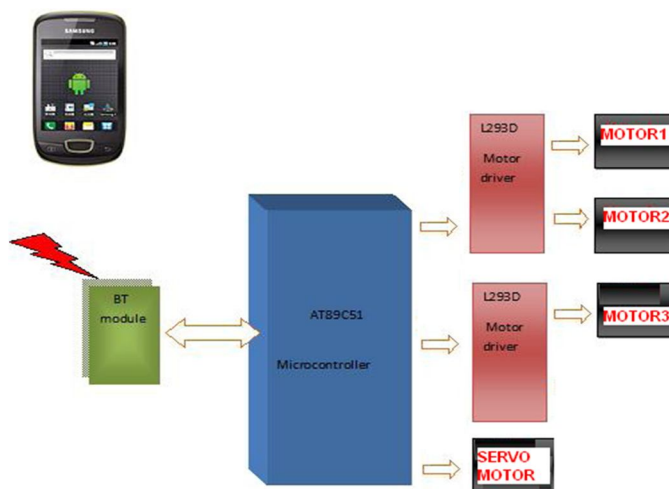 SAMSUNG
L293D
Motor
driver
MOTOR1
MOTOR2
BT
module
AT89C51
Microcontroller
L293D
Motor
driver
MOTOR3
SERVO
MOTOR